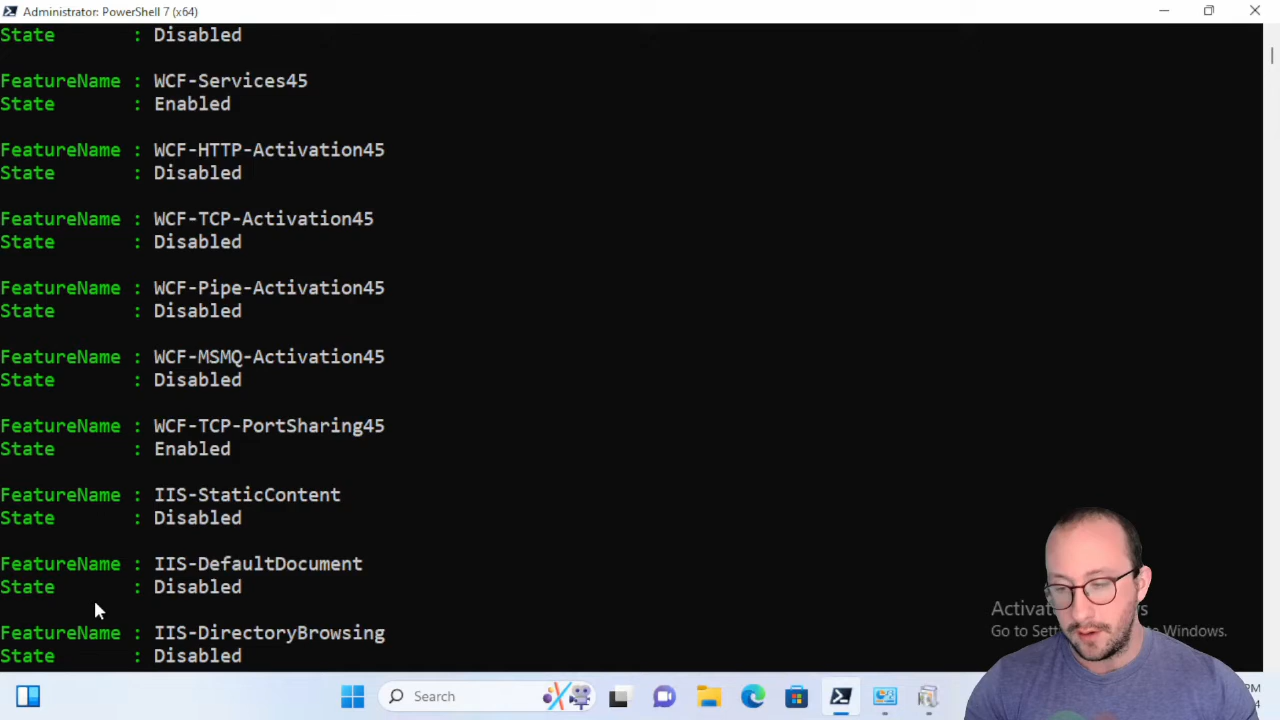 Administrator: PowerShell 7 (x64)
State : Disabled
FeatureName : WCF-Services45
State : Enabled
FeatureName : WCF-HTTP-Activation45
State : Disabled
FeatureName : WCF-TCP-Activation45
State : Disabled
FeatureName : WCF-Pipe-Activation45
State : Disabled
FeatureName : WCF-MSMQ-Activation45
State : Disabled
FeatureName : WCF-TCP-PortSharing45
State : Enabled
FeatureName : IIS-StaticContent
State : Disabled
FeatureName : IIS-DefaultDocument
State : Disabled
FeatureName : IIS-DirectoryBrowsing
State : Disabled
Go to Windows.
Search